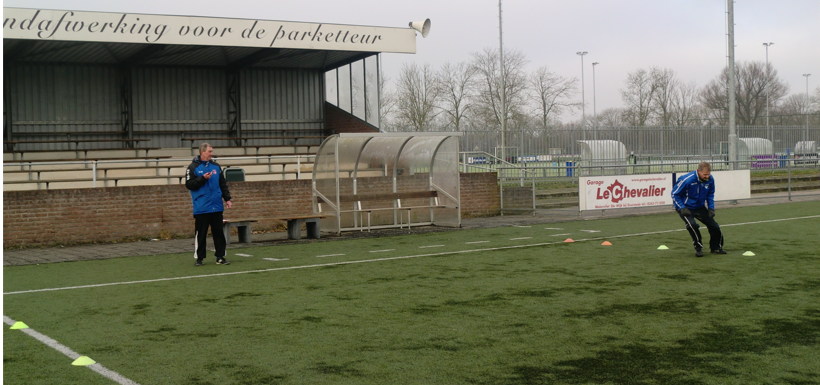 ndafwerking voor de parketteur
Garage
LeChevalier